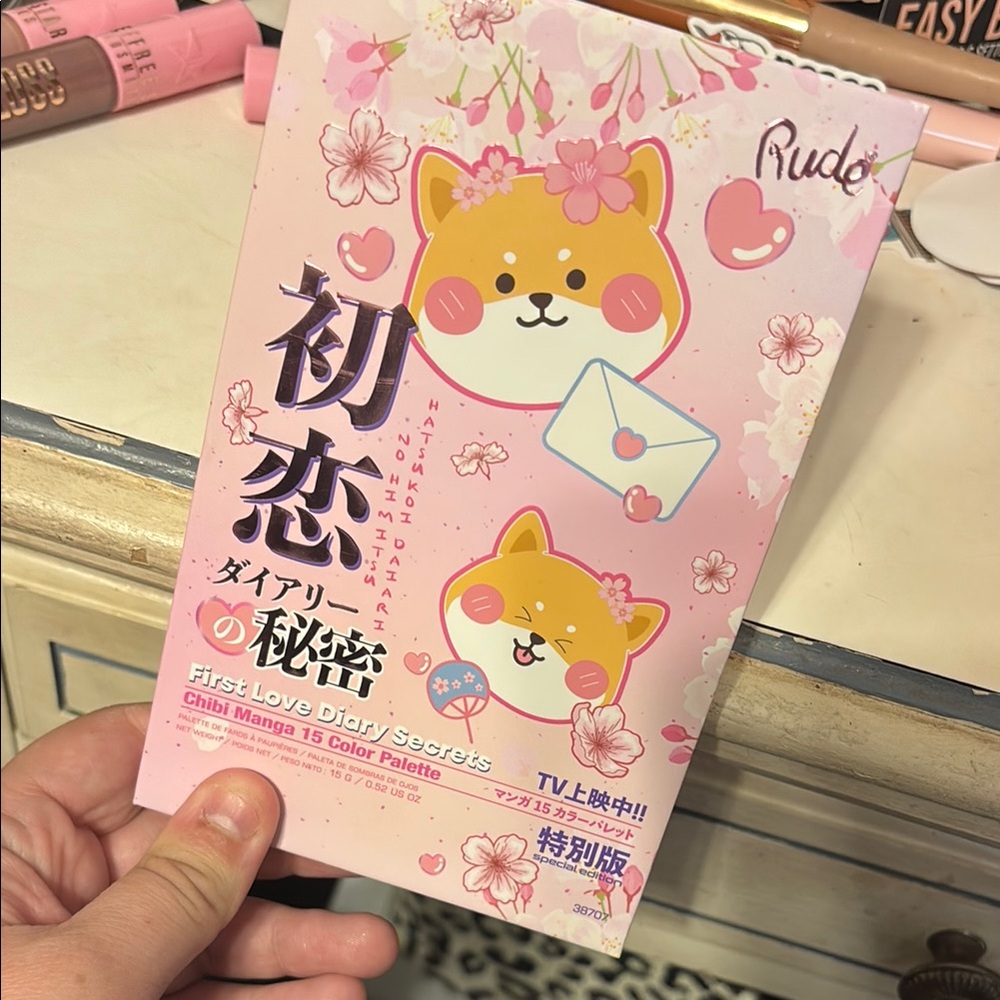 LOSS
EFFREE
STAR
EASY
Rude
初恋
ダイアリー
の秘密
HATSUKOI DAIARI
NO HIMITSU
First Love Diary Secrets
Chibi Manga 15 Color Palette
PALETTE DE FARDS À PAUPIÈRES / PALETA DE SOMBRAS DE OJOS
NET WEIGHT / POIDS NET / PESO NETO : 15 G / 0.52 US OZ
TV上映中!!
マンガ 15 カラーパレット
特別版
special edition
38707